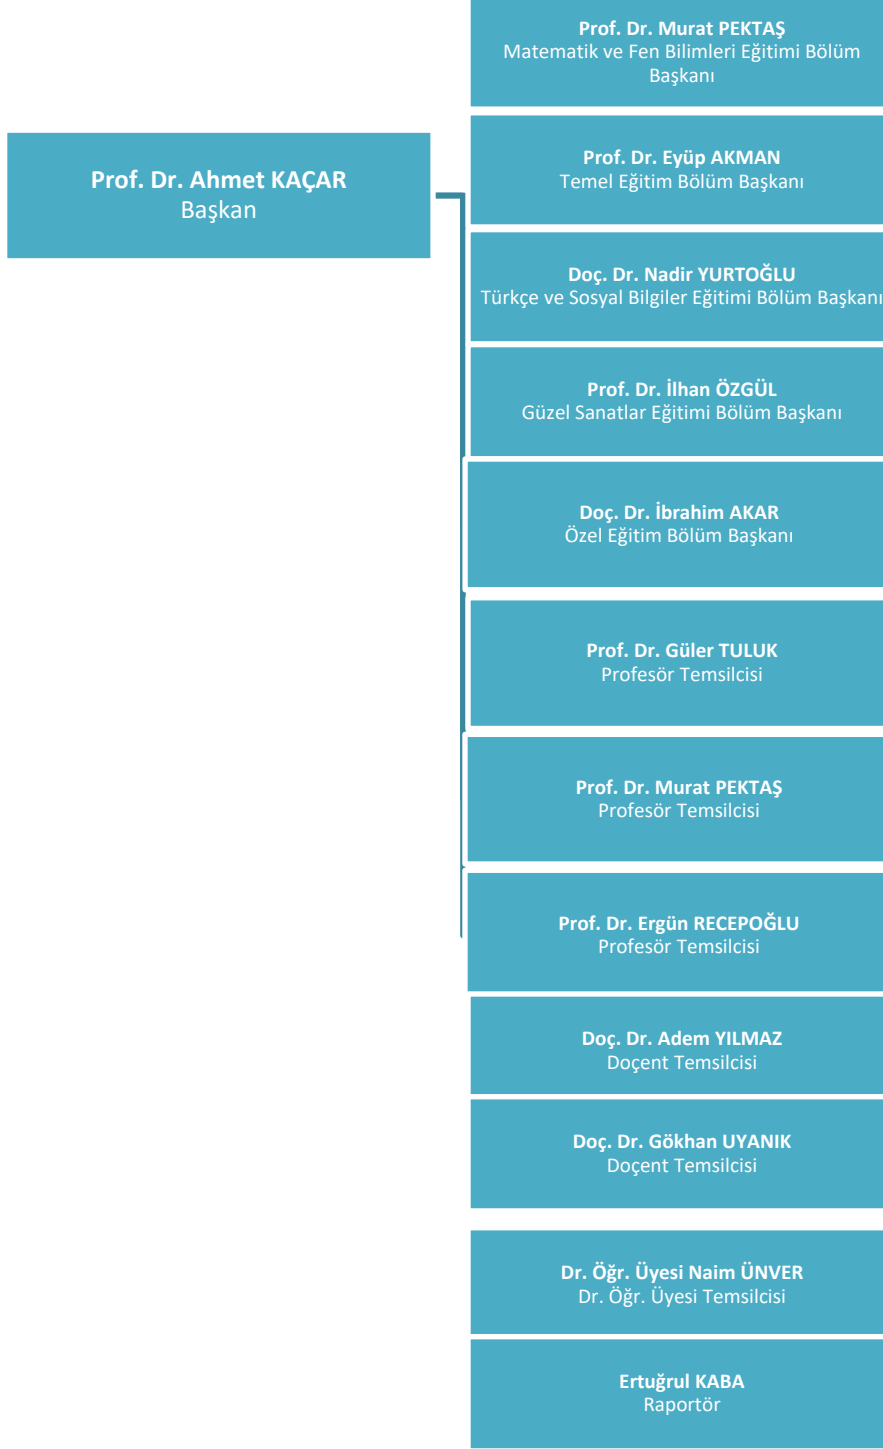 Prof. Dr. Ahmet KAÇAR
Başkan
Prof. Dr. Murat PEKTAŞ
Matematik ve Fen Bilimleri Eğitimi Bölüm
Başkanı
Prof. Dr. Eyüp AKMAN
Temel Eğitim Bölüm Başkanı
Doç. Dr. Nadir YURTOĞLU
Türkçe ve Sosyal Bilgiler Eğitimi Bölüm Başkanı
Prof. Dr. İlhan ÖZGÜL
Güzel Sanatlar Eğitimi Bölüm Başkanı
Doç. Dr. İbrahim AKAR
Özel Eğitim Bölüm Başkanı
Prof. Dr. Güler TULUK
Profesör Temsilcisi
Prof. Dr. Murat PEKTAŞ
Profesör Temsilcisi
Prof. Dr. Ergün RECEPOĞLU
Profesör Temsilcisi
Doç. Dr. Adem YILMAZ
Doçent Temsilcisi
Doç. Dr. Gökhan UYANIK
Doçent Temsilcisi
Dr. Öğr. Üyesi Naim ÜNVER
Dr. Öğr. Üyesi Temsilcisi
Ertuğrul KABA
Raportör